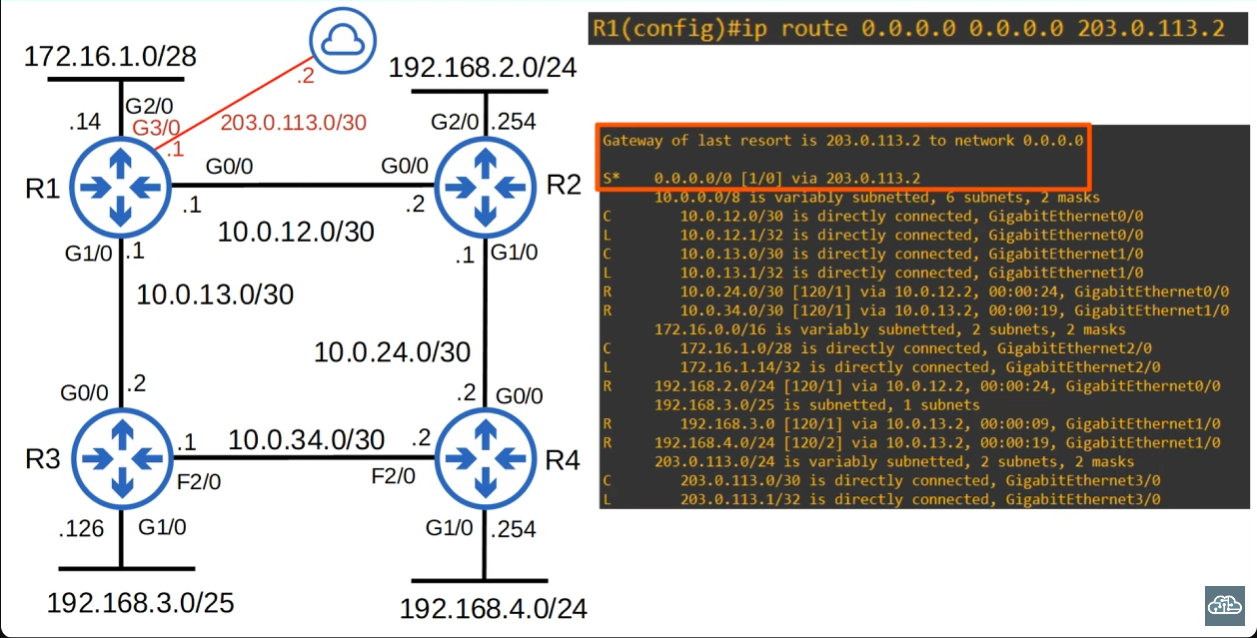 172.16.1.0/28
.2
192.168.2.0/24
.14
G2/0
G3/0
.1
203.0.113.0/30
G2/0
.254
R1
G0/0
G0/0
R2
.1
.2
10.0.12.0/30
G1/0
.1
.1
G1/0
10.0.13.0/30
10.0.24.0/30
G0/0
.2
.2
G0/0
R3
.1
10.0.34.0/30
.2
R4
F2/0
F2/0
.126
G1/0
G1/0
.254
192.168.3.0/25
192.168.4.0/24
R1(config)#ip route 0.0.0.0 0.0.0.0 203.0.113.2
Gateway of last resort is 203.0.113.2 to network 0.0.0.0
S* 0.0.0.0/0 [1/0] via 203.0.113.2
10.0.0.0/8 is variably subnetted, 6 subnets, 2 masks
C 10.0.12.0/30 is directly connected, GigabitEthernet0/0
L 10.0.12.1/32 is directly connected, GigabitEthernet0/0
C 10.0.13.0/30 is directly connected, GigabitEthernet1/0
L 10.0.13.1/32 is directly connected, GigabitEthernet1/0
R 10.0.24.0/30 [120/1] via 10.0.12.2, 00:00:24, GigabitEthernet0/0
R 10.0.34.0/30 [120/1] via 10.0.13.2, 00:00:19, GigabitEthernet1/0
172.16.0.0/16 is variably subnetted, 2 subnets, 2 masks
C 172.16.1.0/28 is directly connected, GigabitEthernet2/0
L 172.16.1.14/32 is directly connected, GigabitEthernet2/0
R 192.168.2.0/24 [120/1] via 10.0.12.2, 00:00:24, GigabitEthernet0/0
192.168.3.0/25 is subnetted, 1 subnets
R 192.168.3.0 [120/1] via 10.0.13.2, 00:00:09, GigabitEthernet1/0
R 192.168.4.0/24 [120/2] via 10.0.13.2, 00:00:19, GigabitEthernet1/0
203.0.113.0/24 is variably subnetted, 2 subnets, 2 masks
C 203.0.113.0/30 is directly connected, GigabitEthernet3/0
L 203.0.113.1/32 is directly connected, GigabitEthernet3/0